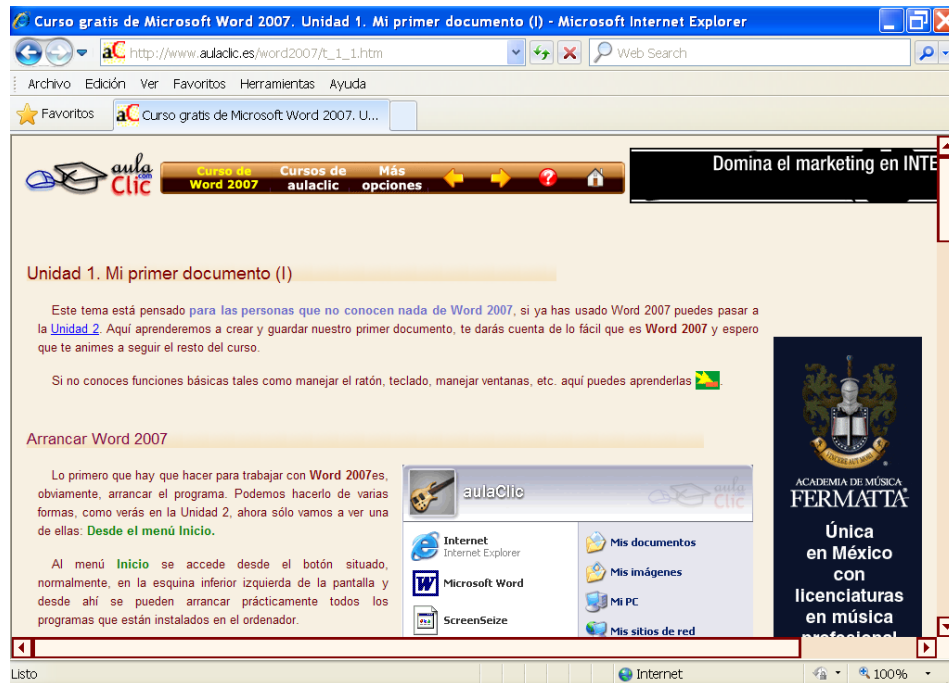 Curso gratis de Microsoft Word 2007. Unidad 1. Mi primer documento (I) - Microsoft Internet Explorer
aC http://www.aulaclic.es/word2007/t_1_1.htm
Web Search
Archivo Edición Ver Favoritos Herramientas Ayuda
Favoritos
aC Curso gratis de Microsoft Word 2007. U...
aula
.com
Clic
Curso de
Word 2007
Cursos de
aulaclic
Más
opciones
?
Domina el marketing en INTE
Unidad 1. Mi primer documento (I)
Este tema está pensado para las personas que no conocen nada de Word 2007, si ya has usado Word 2007 puedes pasar a
la Unidad 2. Aquí aprenderemos a crear y guardar nuestro primer documento, te darás cuenta de lo fácil que es Word 2007 y espero
que te animes a seguir el resto del curso.
Si no conoces funciones básicas tales como manejar el ratón, teclado, manejar ventanas, etc. aquí puedes aprenderlas .
Arrancar Word 2007
Lo primero que hay que hacer para trabajar con Word 2007es,
obviamente, arrancar el programa. Podemos hacerlo de varias
formas, como verás en la Unidad 2, ahora sólo vamos a ver una
de ellas: Desde el menú Inicio.
Al menú Inicio se accede desde el botón situado,
normalmente, en la esquina inferior izquierda de la pantalla y
desde ahí se pueden arrancar prácticamente todos los
programas que están instalados en el ordenador.
aulaClic
aula
Clic
Internet
Internet Explorer
Microsoft Word
ScreenSeize
Mis documentos
Mis imágenes
Mi PC
Mis sitios de red
ACADEMIA DE MÚSICA
FERMATTA
Única
en México
con
licenciaturas
en música
profesional
Listo
Internet
100%